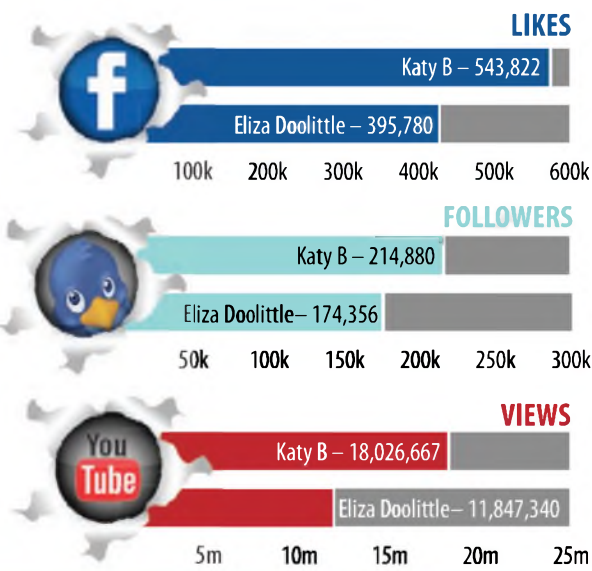 LIKES
f
Katy B – 543,822
Eliza Doolittle – 395,780
100k 200k 300k 400k 500k 600k
FOLLOWERS
Katy B – 214,880
Eliza Doolittle– 174,356
50k 100k 150k 200k 250k 300k
VIEWS
You
Tube
Katy B – 18,026,667
Eliza Doolittle– 11,847,340
5m 10m 15m 20m 25m